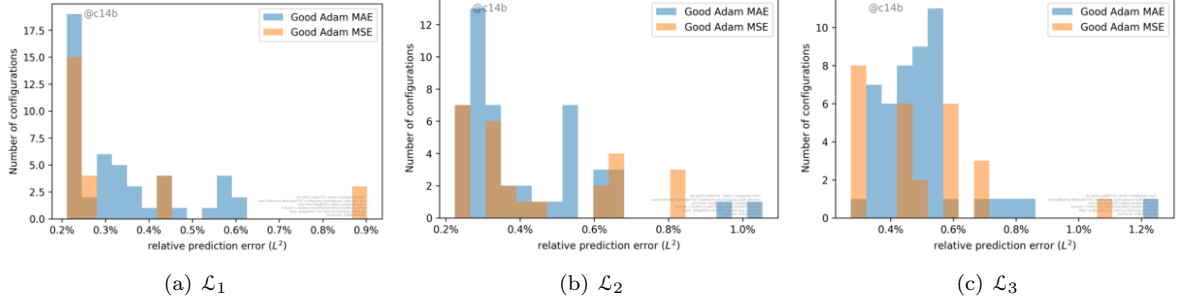 @c14b
Good Adam MAE
Good Adam MSE
Number of configurations
17.5
15.0
12.5
10.0
7.5
5.0
2.5
0.0
0.2%
0.3%
0.4%
0.5%
0.6%
0.7%
0.8%
0.9%
relative prediction error (L²)
(a) ℒ₁
@c14b
Good Adam MAE
Good Adam MSE
Number of configurations
12
10
8
6
4
2
0
0.2%
0.4%
0.6%
0.8%
1.0%
relative prediction error (L²)
(b) ℒ₂
@c14b
Good Adam MAE
Good Adam MSE
Number of configurations
10
8
6
4
2
0
0.4%
0.6%
0.8%
1.0%
1.2%
relative prediction error (L²)
(c) ℒ₃